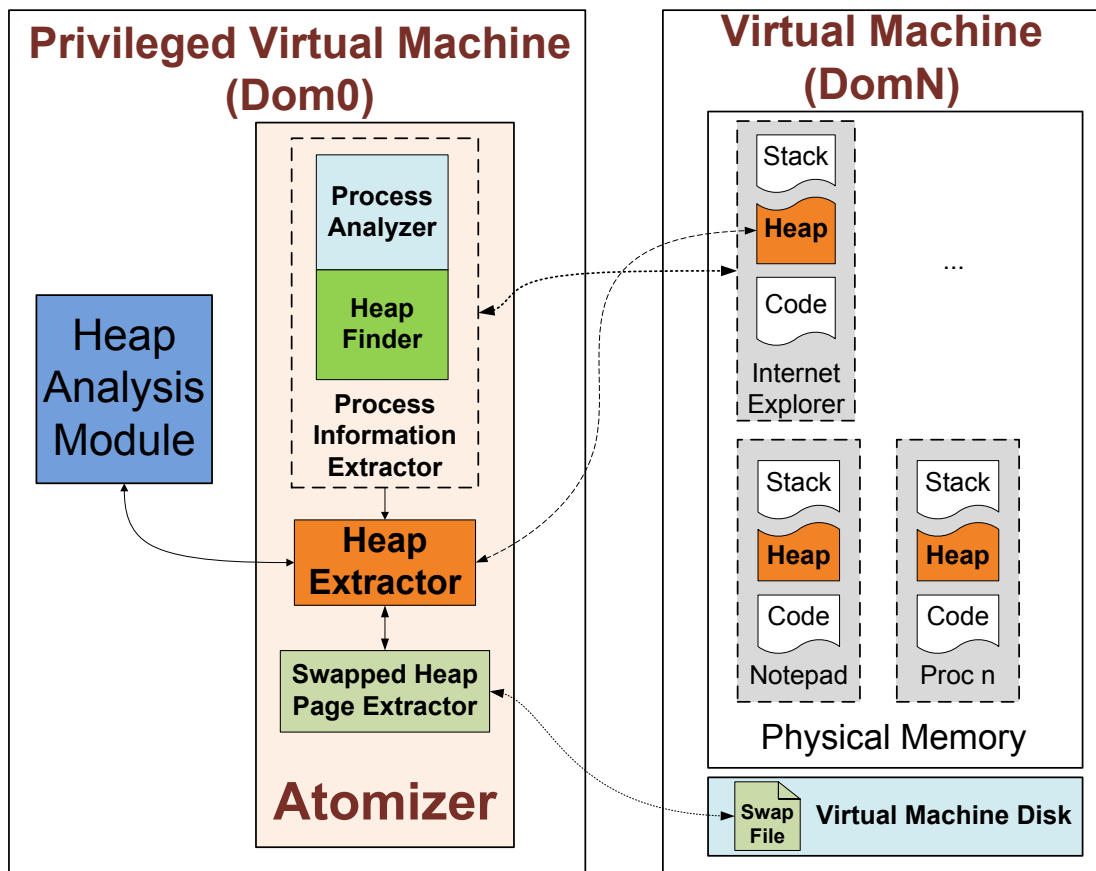 Privileged Virtual Machine
(Dom0)
Process
Analyzer
Heap
Finder
Process
Information
Extractor
Heap
Analysis
Module
Heap
Extractor
Swapped Heap
Page Extractor
Atomizer
Virtual Machine
(DomN)
Stack
Heap
Code
Internet
Explorer
...
Stack
Heap
Code
Notepad
Stack
Heap
Code
Proc n
Physical Memory
Swap
File
Virtual Machine Disk